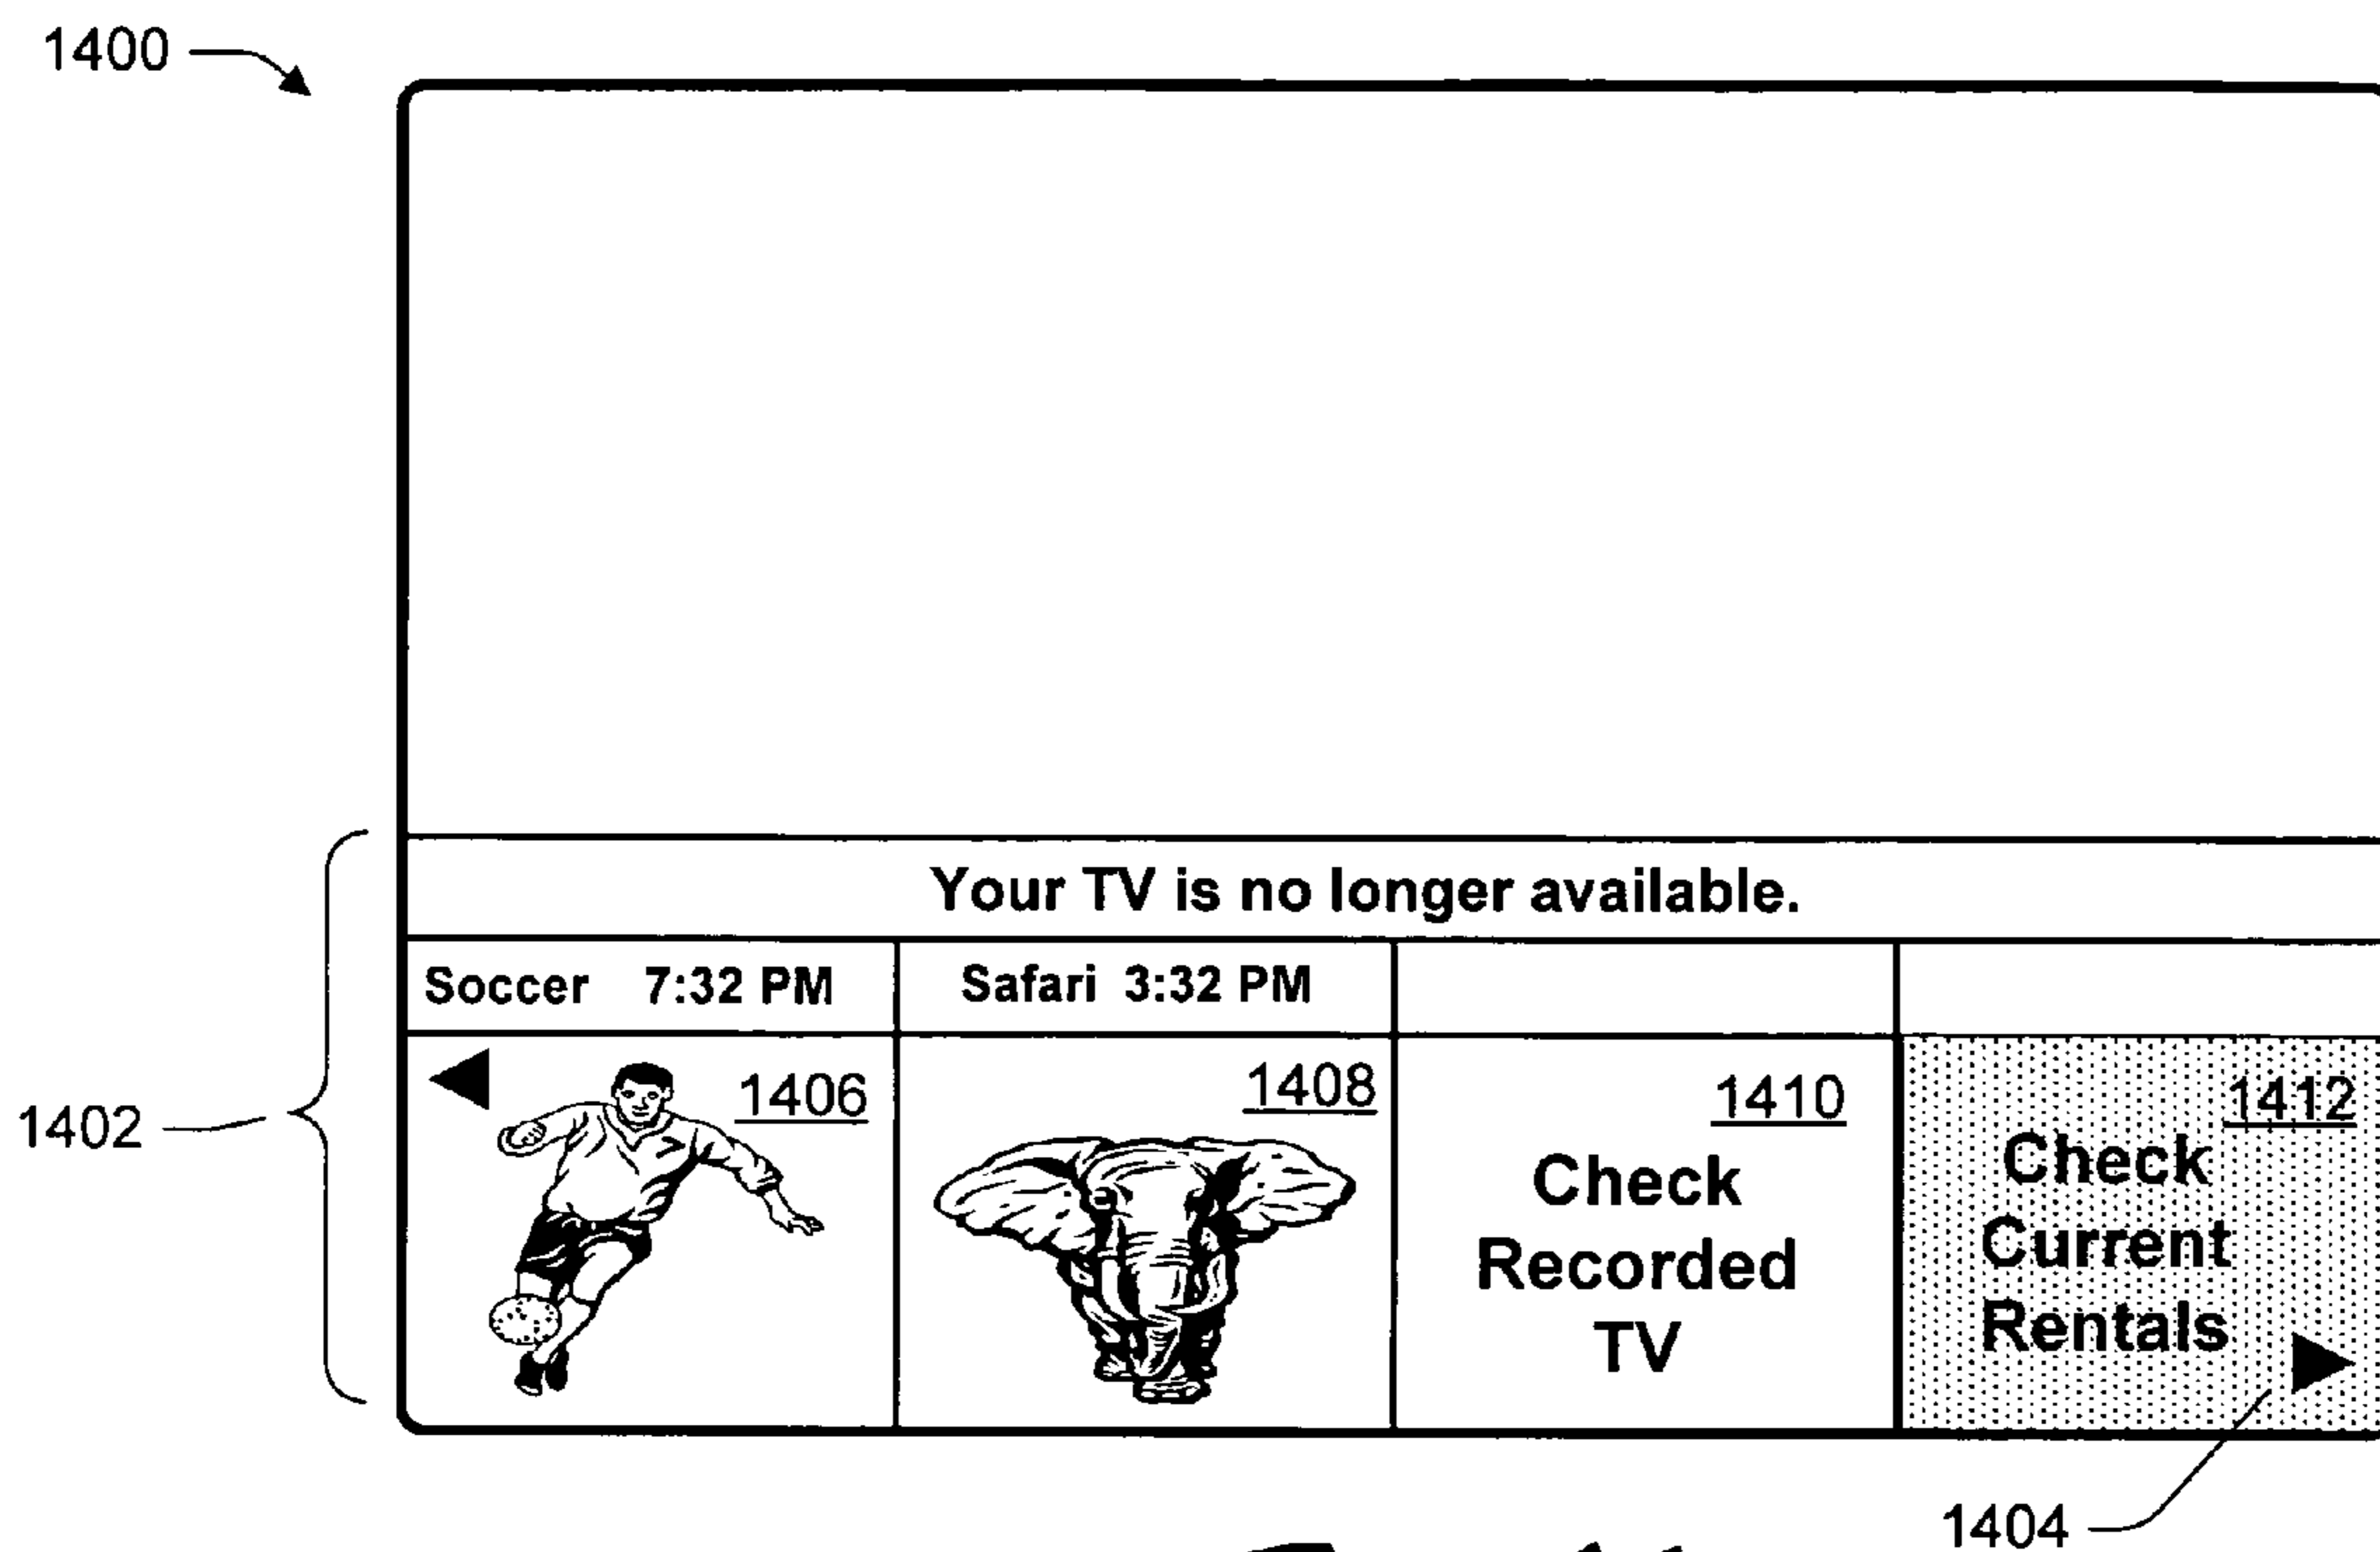 1400
Your TV is no longer available.
Soccer 7:32 PM
Safari 3:32 PM
1406
1408
1410
1412
1402
Check
Recorded
TV
Check
Current
Rentals
1404